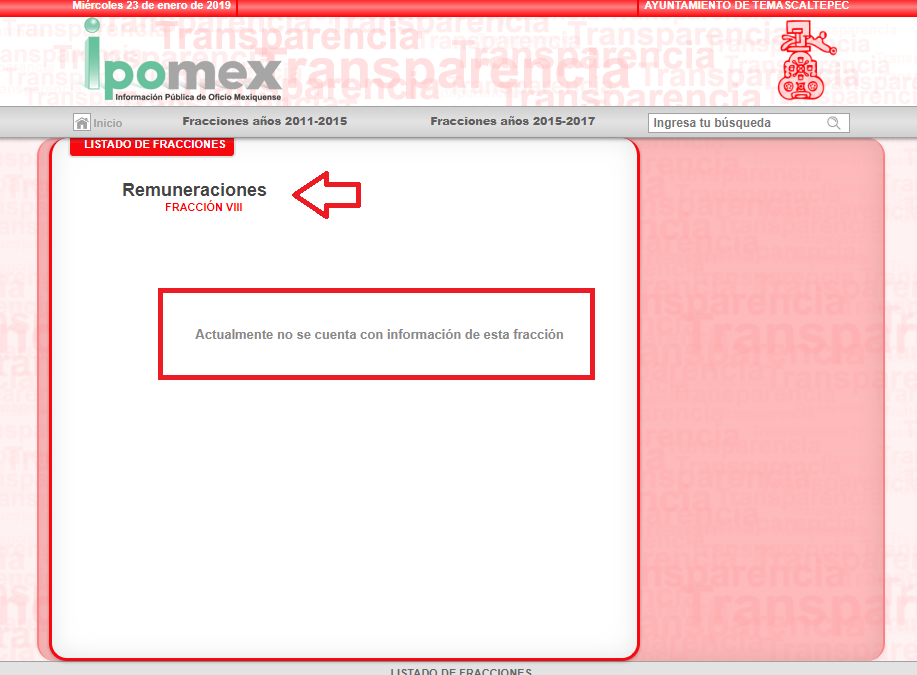 Miércoles 23 de enero de 2019
AYUNTAMIENTO DE TEMASCALTEPEC
ipomex
Información Pública de Oficio Mexiquense
Transparencia
Inicio
Fracciones años 2011-2015
Fracciones años 2015-2017
Ingresa tu búsqueda
LISTADO DE FRACCIONES
Remuneraciones
FRACCIÓN VIII
Actualmente no se cuenta con información de esta fracción
LISTADO DE FRACCIONES